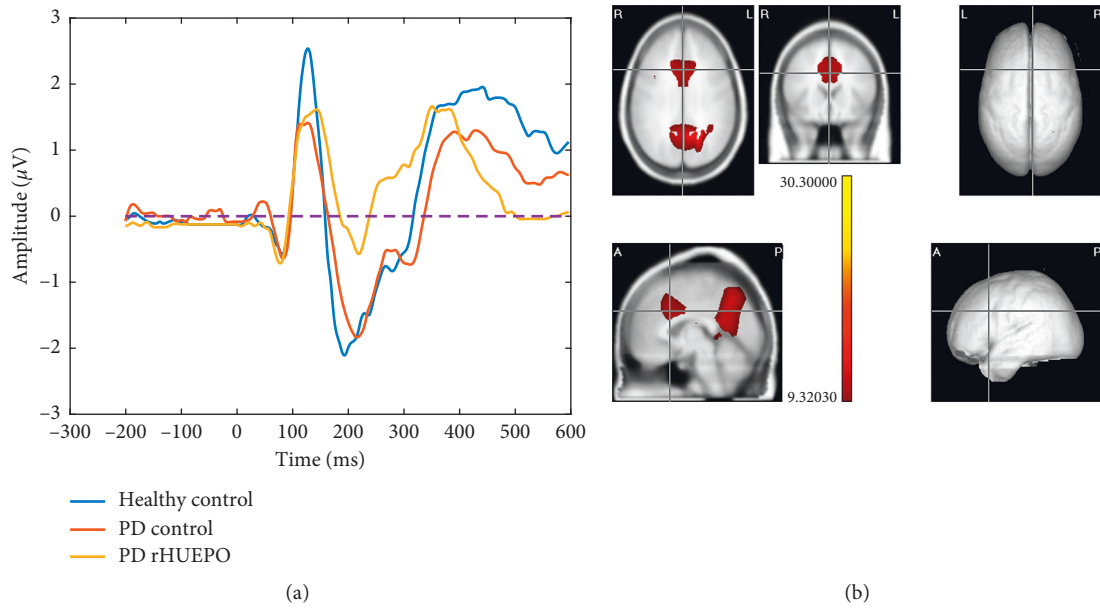 3
2
1
0
−1
−2
−3
Amplitude (μV)
−300 −200 −100 0 100 200 300 400 500 600
Time (ms)
Healthy control
PD control
PD rHUEPO
(a)
R L
R L
L P
30.30000
A P
9.32030
A P
(b)